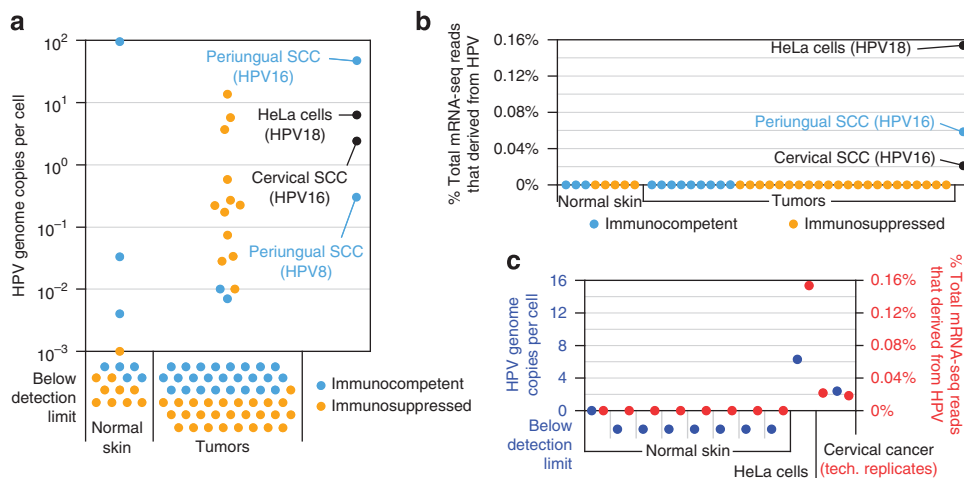 a
HPV genome copies per cell
10²
10¹
10⁰
10⁻¹
10⁻²
10⁻³
Periungual SCC
(HPV16)
HeLa cells
(HPV18)
Cervical SCC
(HPV16)
Periungual SCC
(HPV8)
Below
detection
limit
Normal
skin
Tumors
Immunocompetent
Immunosuppressed
b
% Total mRNA-seq reads
that derived from HPV
0.16%
0.12%
0.08%
0.04%
0%
HeLa cells (HPV18)
Periungual SCC (HPV16)
Cervical SCC (HPV16)
Normal skin
Tumors
Immunocompetent
Immunosuppressed
c
HPV genome
copies per cell
16
12
8
4
0
0.16%
0.12%
0.08%
0.04%
0%
% Total mRNA-seq reads
that derived from HPV
Below
detection
limit
Normal skin
HeLa cells
Cervical cancer
(tech. replicates)